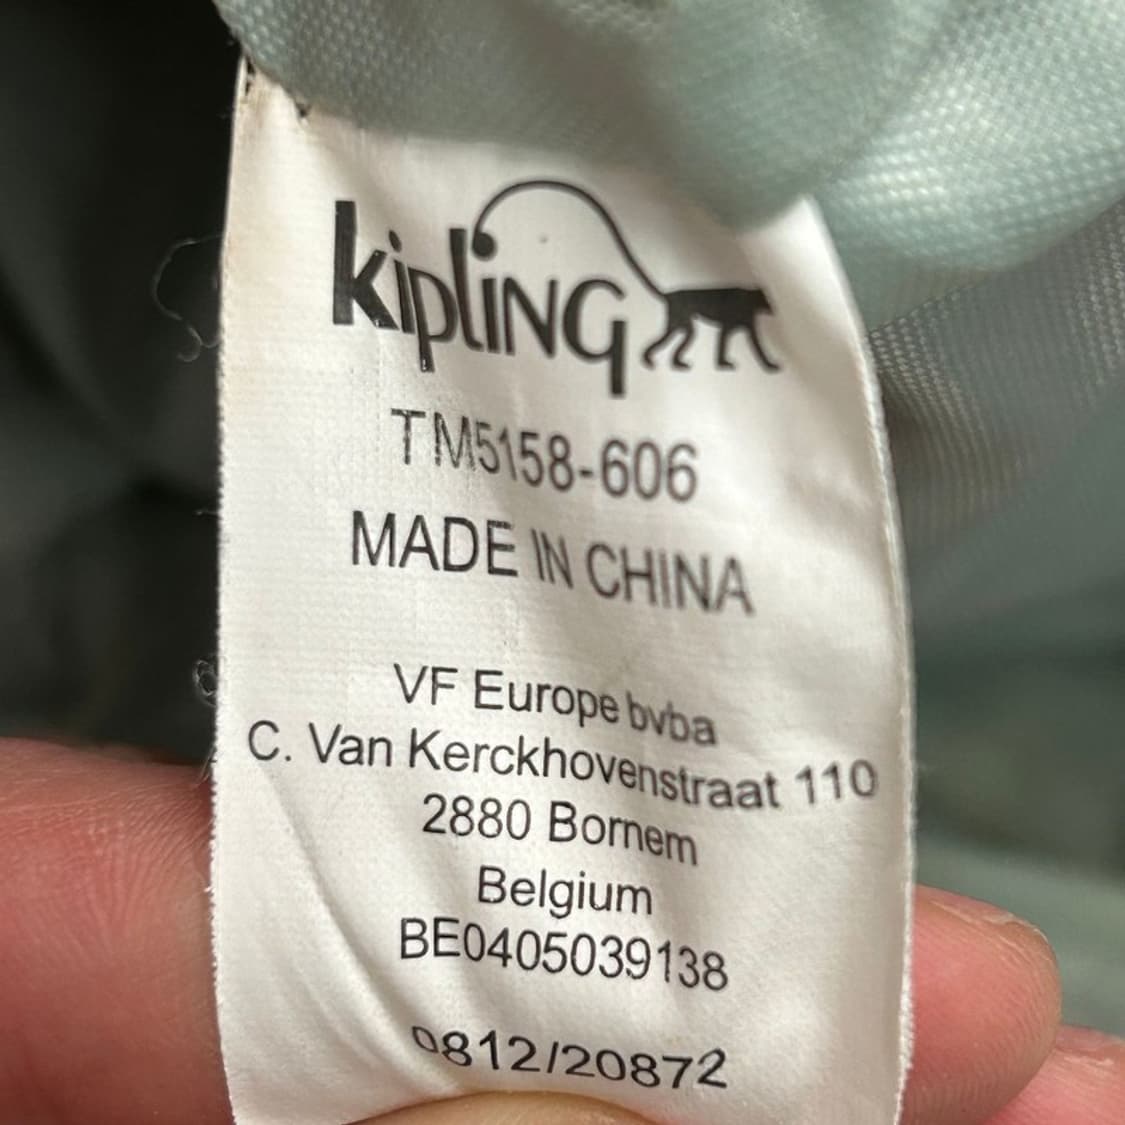 kipling
TM5158-606
MADE IN CHINA
VF Europe bvba
C. Van Kerckhovenstraat 110
2880 Bornem
Belgium
BE0405039138
0812/20872